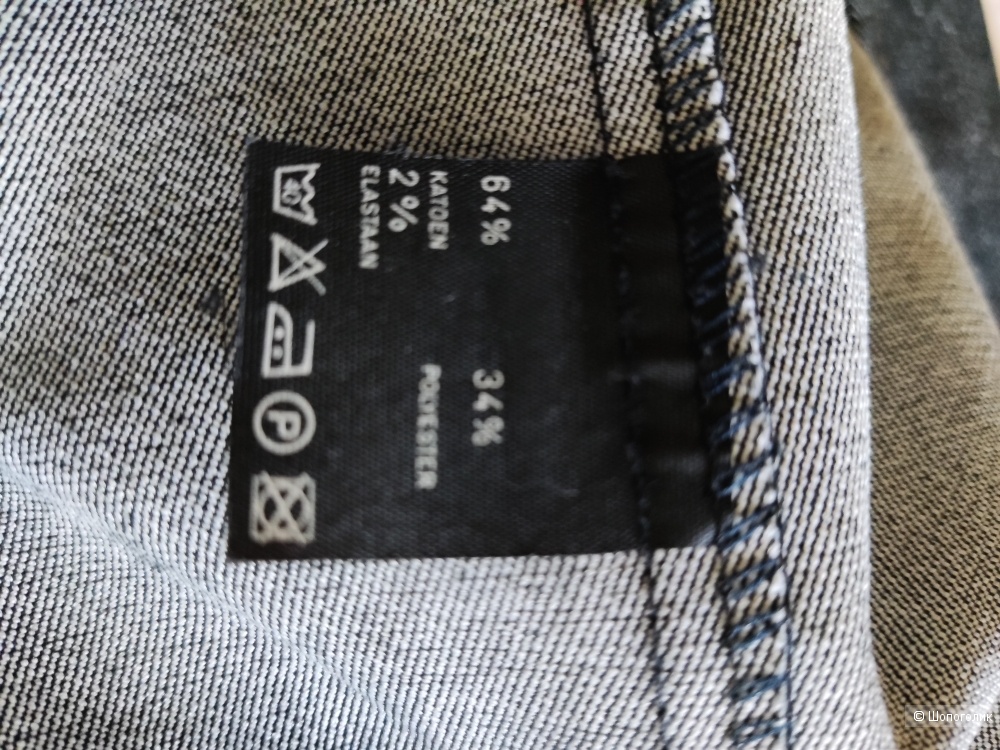 64% 34%
KATOEN POLYESTER
2%
ELASTAAN
40
P
© Шопоголик